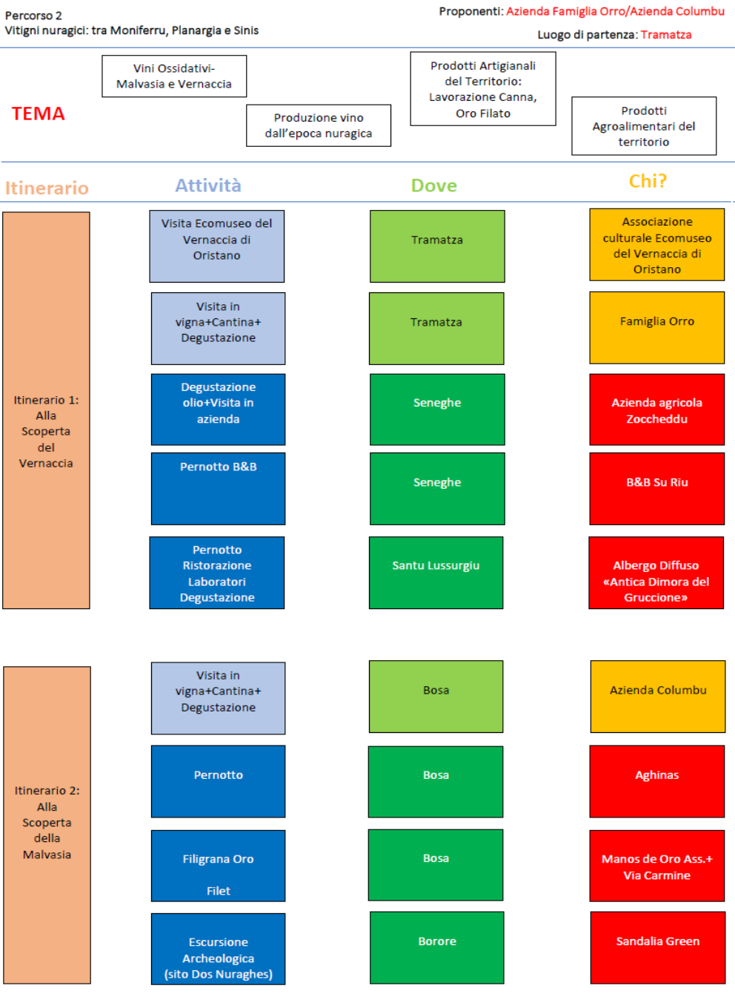 Percorso 2
Vitigni nuragici: tra Moniferru, Planargia e Sinis
Proponenti: Azienda Famiglia Orro/Azienda Columbu
Luogo di partenza: Tramatza
TEMA
Vini Ossidativi-
Malvasia e Vernaccia
Produzione vino
dall'epoca nuragica
Prodotti Artigianali
del Territorio:
Lavorazione Canna,
Oro Filato
Prodotti
Agroalimentari del
territorio
Itinerario
Attività
Dove
Chi?
Itinerario 1:
Alla
Scoperta
del
Vernaccia
Visita Ecomuseo del
Vernaccia di
Oristano
Tramatza
Associazione
culturale Ecomuseo
del Vernaccia di
Oristano
Visita in
vigna+Cantina+
Degustazione
Tramatza
Famiglia Orro
Degustazione
olio+Visita in
azienda
Seneghe
Azienda agricola
Zoccheddu
Pernotto B&B
Seneghe
B&B Su Riu
Pernotto
Ristorazione
Laboratori
Degustazione
Santu Lussurgiu
Albergo Diffuso
«Antica Dimora del
Gruccione»
Itinerario 2:
Alla
Scoperta
della
Malvasia
Visita in
vigna+Cantina+
Degustazione
Bosa
Azienda Columbu
Pernotto
Bosa
Aghinas
Filigrana Oro
Filet
Bosa
Manos de Oro Ass.+
Via Carmine
Escursione
Archeologica
(sito Dos Nuraghes)
Borore
Sandalia Green